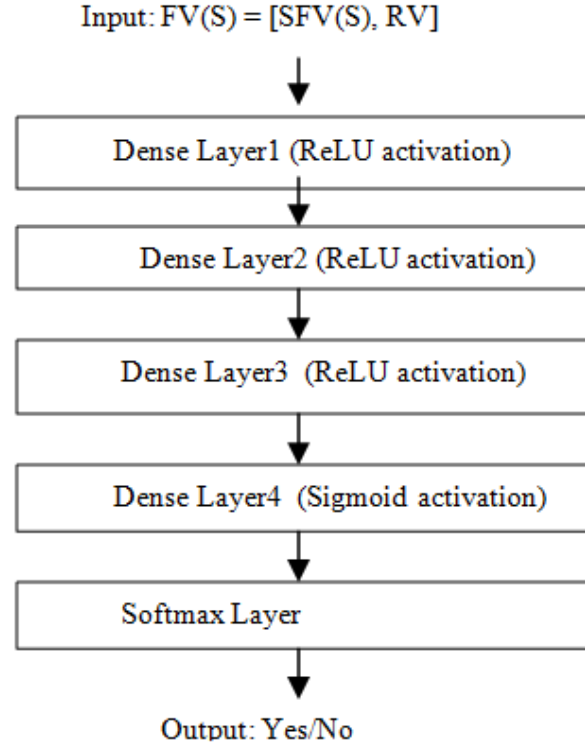 Input: FV(S) = [SFV(S), RV]
Dense Layer1 (ReLU activation)
Dense Layer2 (ReLU activation)
Dense Layer3 (ReLU activation)
Dense Layer4 (Sigmoid activation)
Softmax Layer
Output: Yes/No